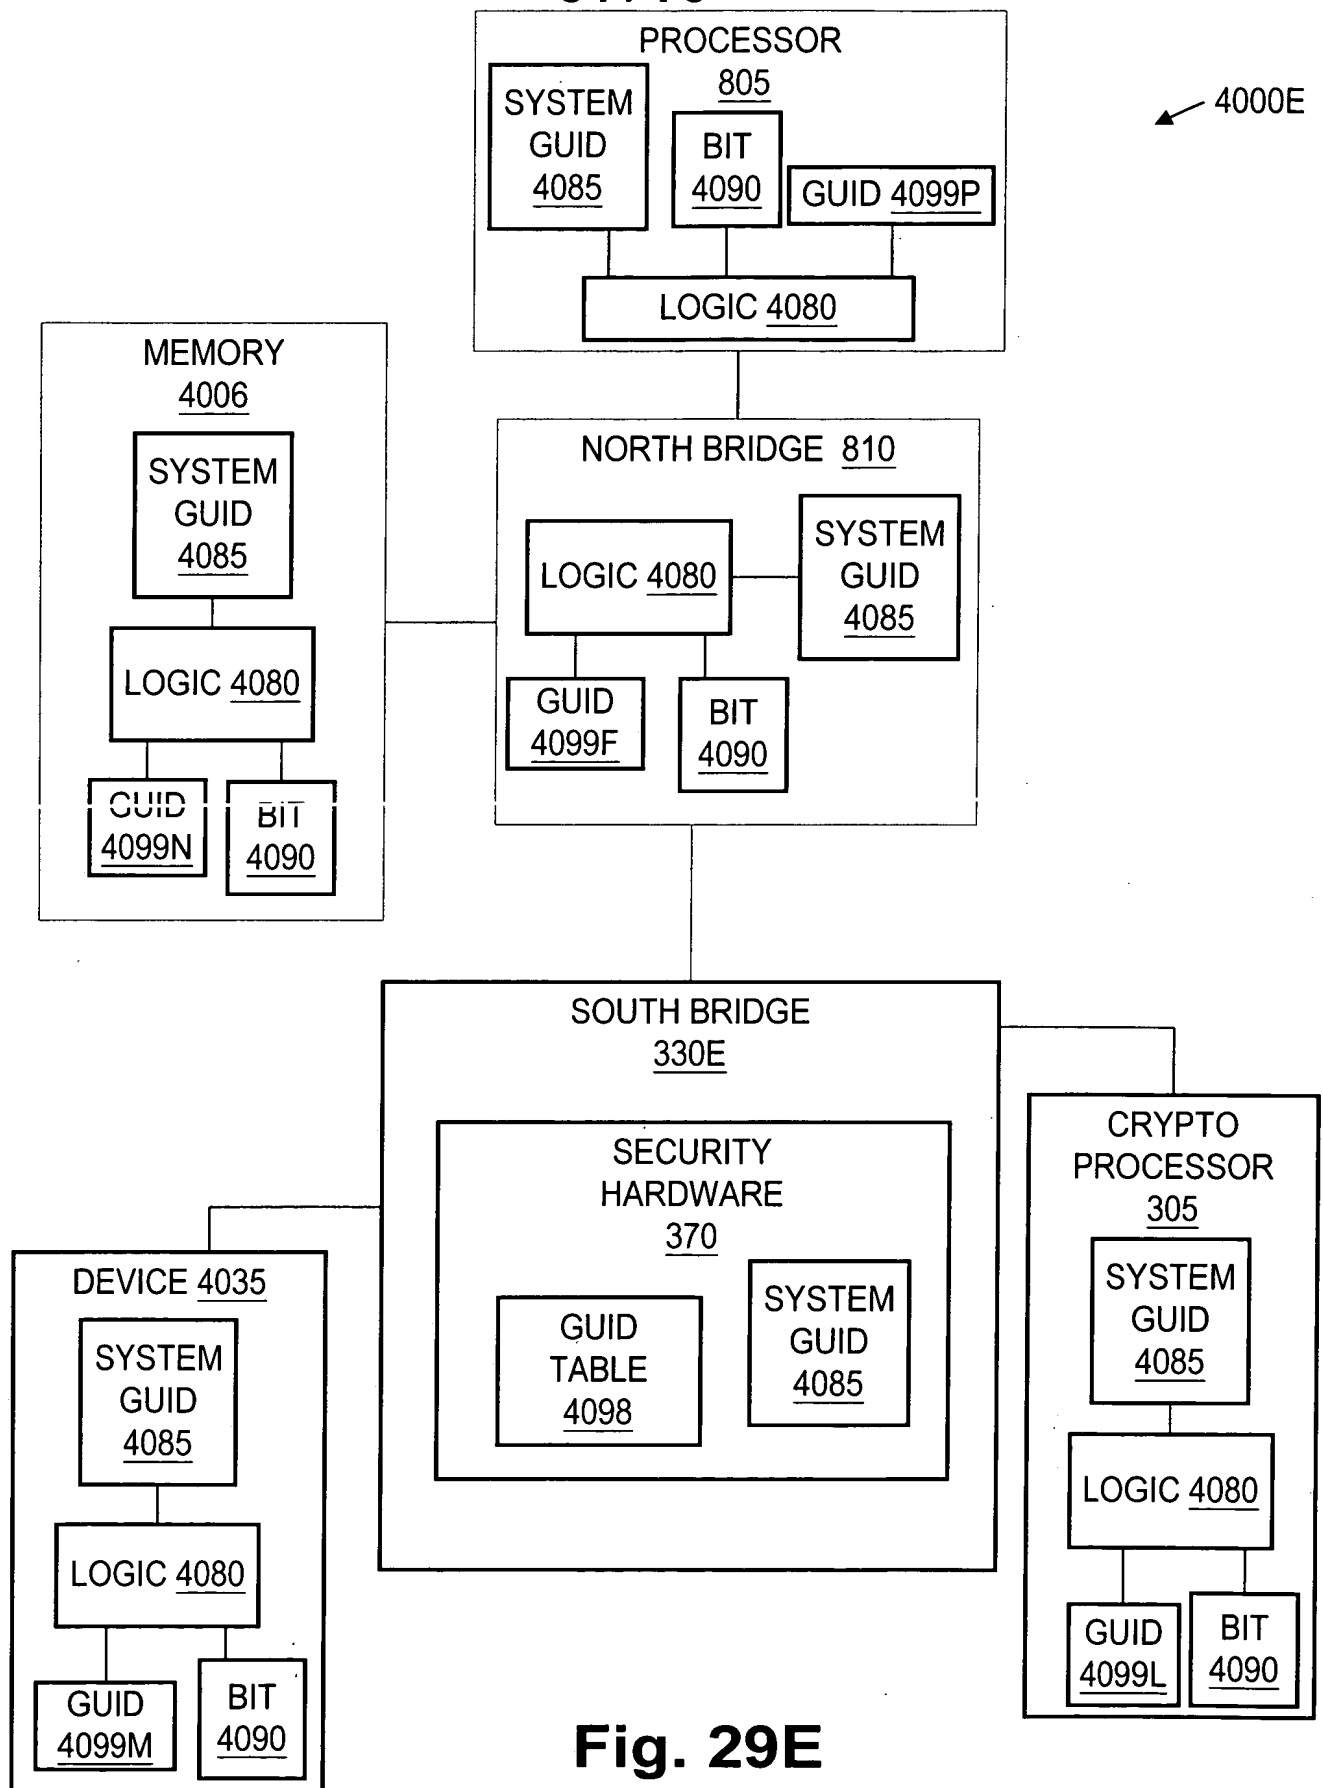 PROCESSOR
805
4000E
SYSTEM
GUID
4085
BIT
4090
GUID 4099P
LOGIC 4080
MEMORY
4006
SYSTEM
GUID
4085
LOGIC 4080
GUID
4099N
BIT
4090
NORTH BRIDGE 810
LOGIC 4080
SYSTEM
GUID
4085
GUID
4099F
BIT
4090
SOUTH BRIDGE
330E
SECURITY
HARDWARE
370
GUID
TABLE
4098
SYSTEM
GUID
4085
CRYPTO
PROCESSOR
305
SYSTEM
GUID
4085
LOGIC 4080
GUID
4099L
BIT
4090
DEVICE 4035
SYSTEM
GUID
4085
LOGIC 4080
GUID
4099M
BIT
4090
Fig. 29E